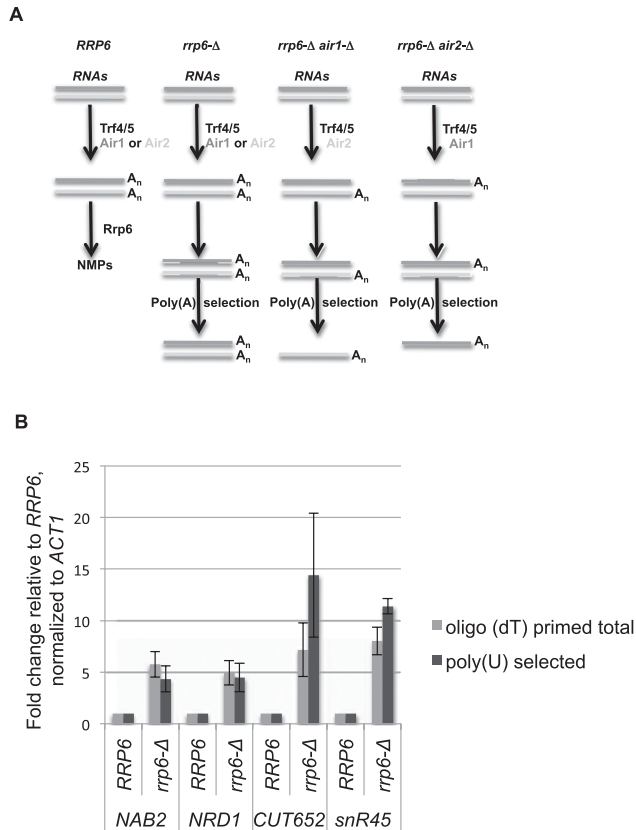 A
RRP6 rrp6-Δ rrp6-Δ air1-Δ rrp6-Δ air2-Δ
RNAs RNAs RNAs RNAs
Trf4/5 Trf4/5 Trf4/5 Trf4/5
Air1 or Air2 Air1 or Air2 Air2 Air1
An An An
An An An
Rrp6
NMPs
An An
An An
Poly(A) selection Poly(A) selection Poly(A) selection
An An
An An
B
Fold change relative to RRP6,
normalized to ACT1
25
20
15
10
5
0
oligo (dT) primed total
poly(U) selected
RRP6 rrp6-Δ RRP6 rrp6-Δ RRP6 rrp6-Δ RRP6 rrp6-Δ
NAB2 NRD1 CUT652 snR45